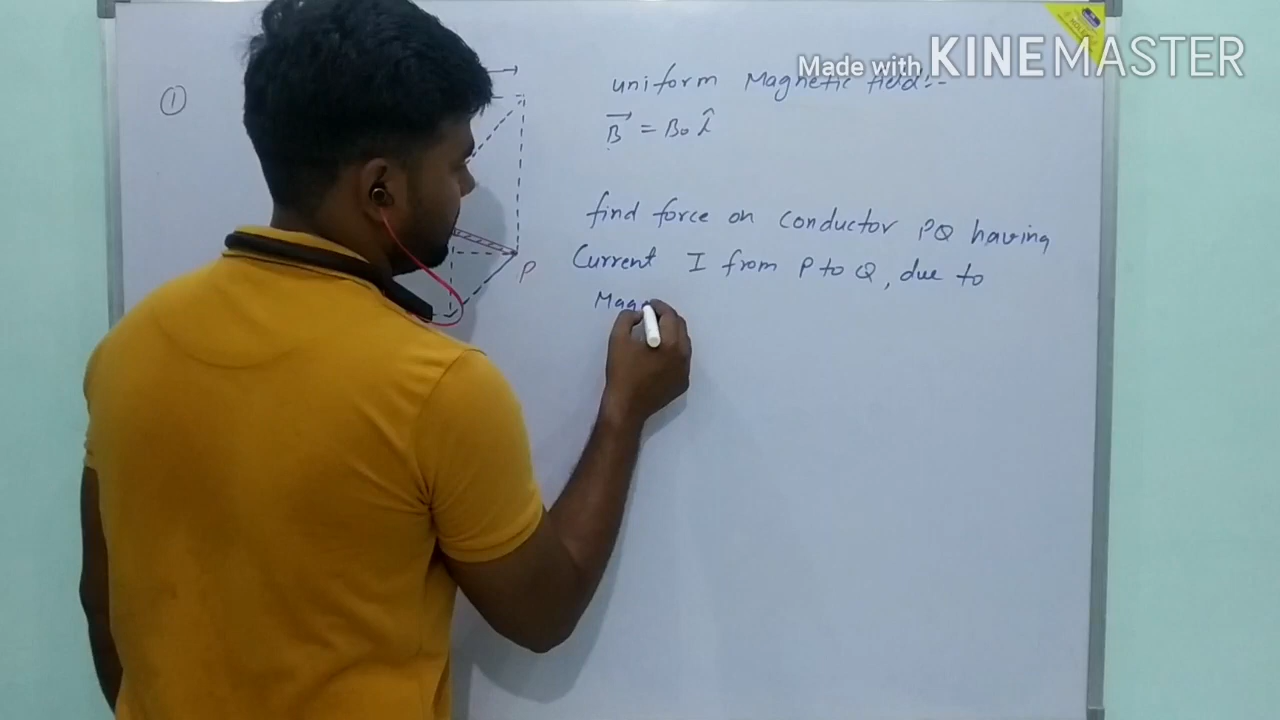 Made with KINEMASTER
①
uniform Magnetic field:-
B⃗ = B₀ î
find force on conductor PQ having
Current I from P to Q, due to
Magn
P